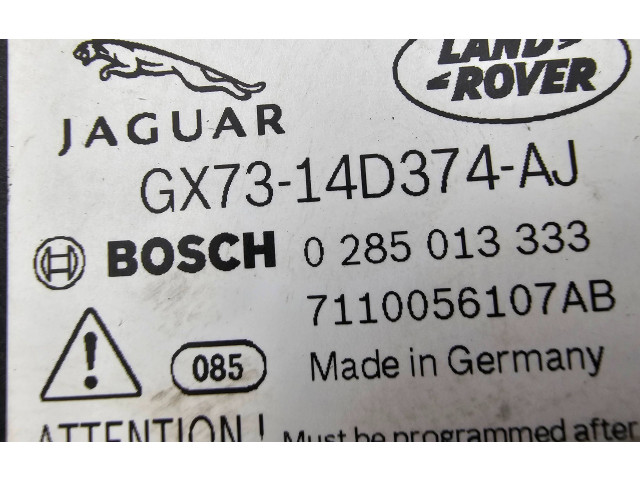 LAND
ROVER
JAGUAR
GX73-14D374-AJ
BOSCH 0 285 013 333
7110056107AB
085 Made in Germany
ATTENTION! Must be programmed after